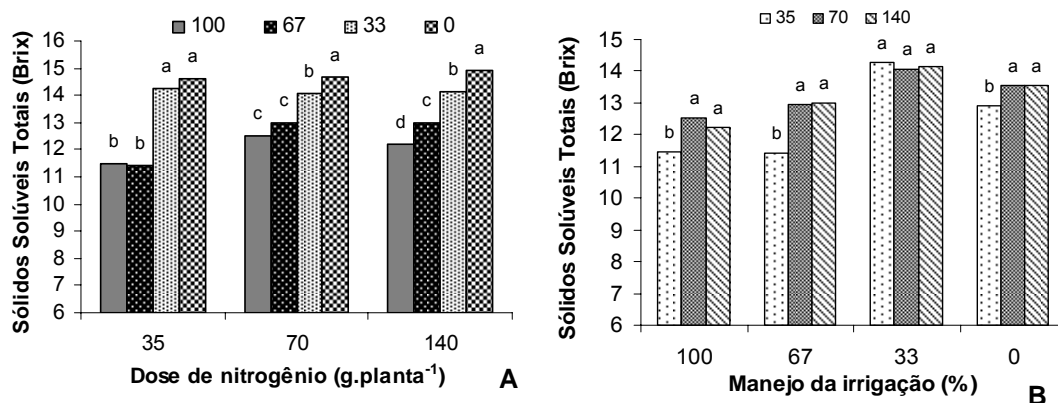 100 67 33 0
Sólidos Solúveis Totais (Brix)
16
15
14
13
12
11
10
9
8
7
6
b b a a
c c b a
d c b a
35 70 140
Dose de nitrogênio (g.planta-1)
A
35 70 140
Sólidos Solúveis Totais (Brix)
15
14
13
12
11
10
9
8
7
6
b a a
b a a
a a a
b a a
100 67 33 0
Manejo da irrigação (%)
B